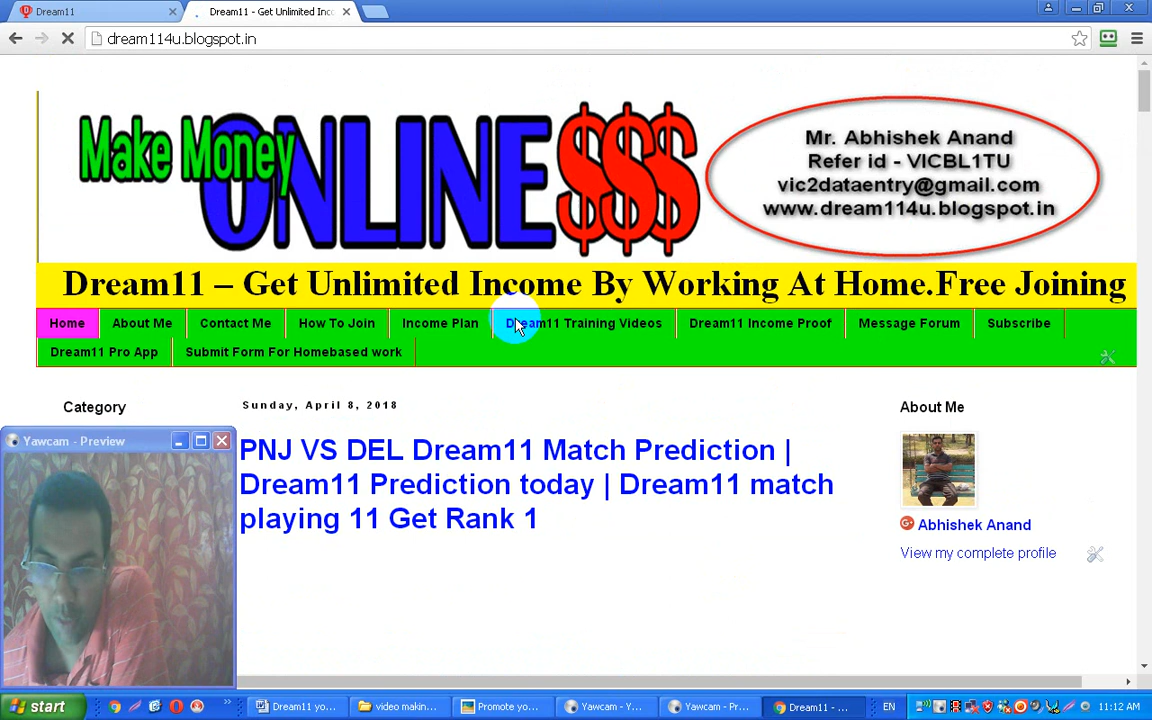 Dream11
Dream11 - Get Unlimited Inc
dream114u.blogspot.in
Make Money
ONLINE$$$
Mr. Abhishek Anand
Refer id - VICBL1TU
vic2dataentry@gmail.com
www.dream114u.blogspot.in
Dream11 – Get Unlimited Income By Working At Home.Free Joining
Home About Me Contact Me How To Join Income Plan Dream11 Training Videos Dream11 Income Proof Message Forum Subscribe
Dream11 Pro App Submit Form For Homebased work
Category
Sunday, April 8, 2018
About Me
Yawcam - Preview
PNJ VS DEL Dream11 Match Prediction |
Dream11 Prediction today | Dream11 match
playing 11 Get Rank 1
Abhishek Anand
View my complete profile
start
Dream11 yo...
video makin...
Promote yo...
Yawcam - Y...
Yawcam - Pr...
Dream11 - ...
EN
11:12 AM